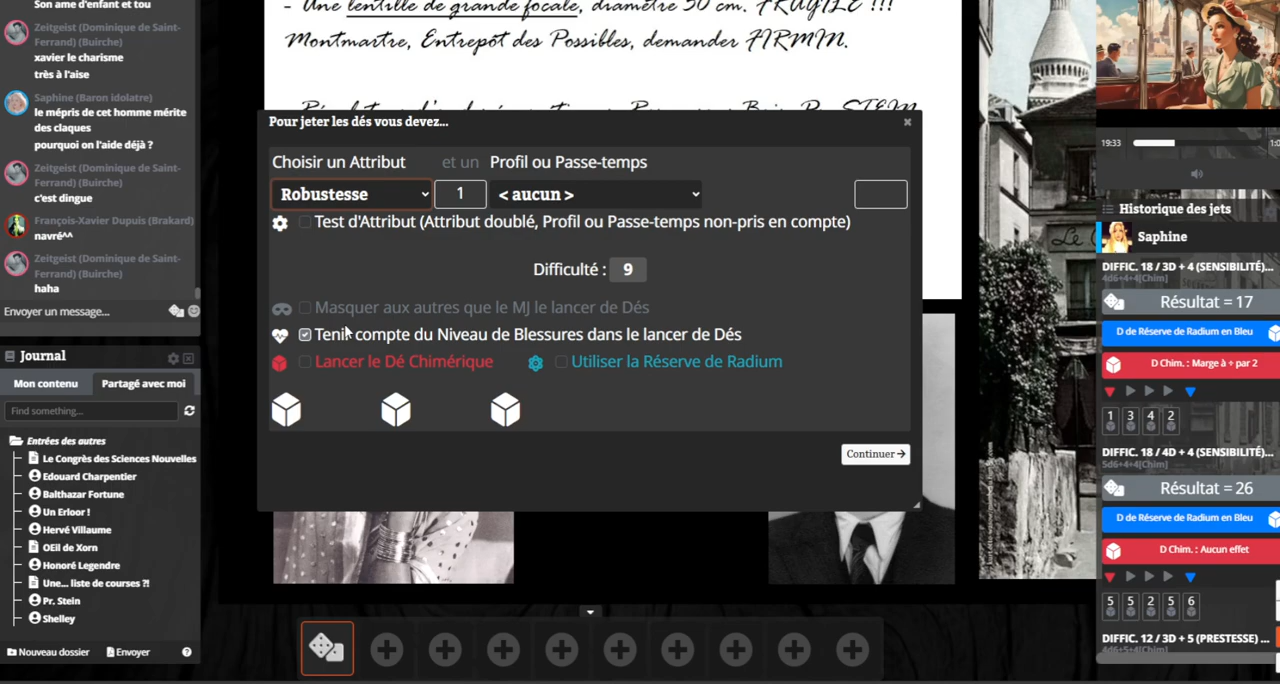 Son ame d'enfant et tou
Zeitgeist (Dominique de Saint-
Ferrand) (Buirche)
xavier le charisme
très à l'aise
Saphine (Baron idolatre)
le mépris de cet homme mérite
des claques
pourquoi on l'aide déjà ?
Zeitgeist (Dominique de Saint-
Ferrand) (Buirche)
c'est dingue
François-Xavier Dupuis (Brakard)
navré^^
Zeitgeist (Dominique de Saint-
Ferrand) (Buirche)
haha
Envoyer un message...
Journal
Mon contenu
Partagé avec moi
Find something...
Entrées des autres
Le Congrès des Sciences Nouvelles
Edouard Charpentier
Balthazar Fortune
Un Erloor !
Hervé Villaume
OEil de Xorn
Honoré Legendre
Une... liste de courses ?!
Pr. Stein
Shelley
Nouveau dossier
Envoyer
- Une lentille de grande focale, diamètre 50 cm. FRAGILE !!!
Montmartre, Entrepot des Possibles, demander FIRMIN.
Pour jeter les dés vous devez...
Choisir un Attribut et un Profil ou Passe-temps
Robustesse 1 < aucun >
Test d'Attribut (Attribut doublé, Profil ou Passe-temps non-pris en compte)
Difficulté : 9
Masquer aux autres que le MJ le lancer de Dés
Tenir compte du Niveau de Blessures dans le lancer de Dés
Lancer le Dé Chimérique Utiliser la Réserve de Radium
Continuer
19:33
Historique des jets
Saphine
DIFFIC. 18 / 3D + 4 (SENSIBILITÉ)...
4d6+4[Chim]
Résultat = 17
D de Réserve de Radium en Bleu
D Chim. : Marge à ÷ par 2
1 3 4 2
DIFFIC. 18 / 4D + 4 (SENSIBILITÉ)...
5d6+4+4[Chim]
Résultat = 26
D de Réserve de Radium en Bleu
D Chim. : Aucun effet
5 5 2 5 6
DIFFIC. 12 / 3D + 5 (PRESTESSE) ...